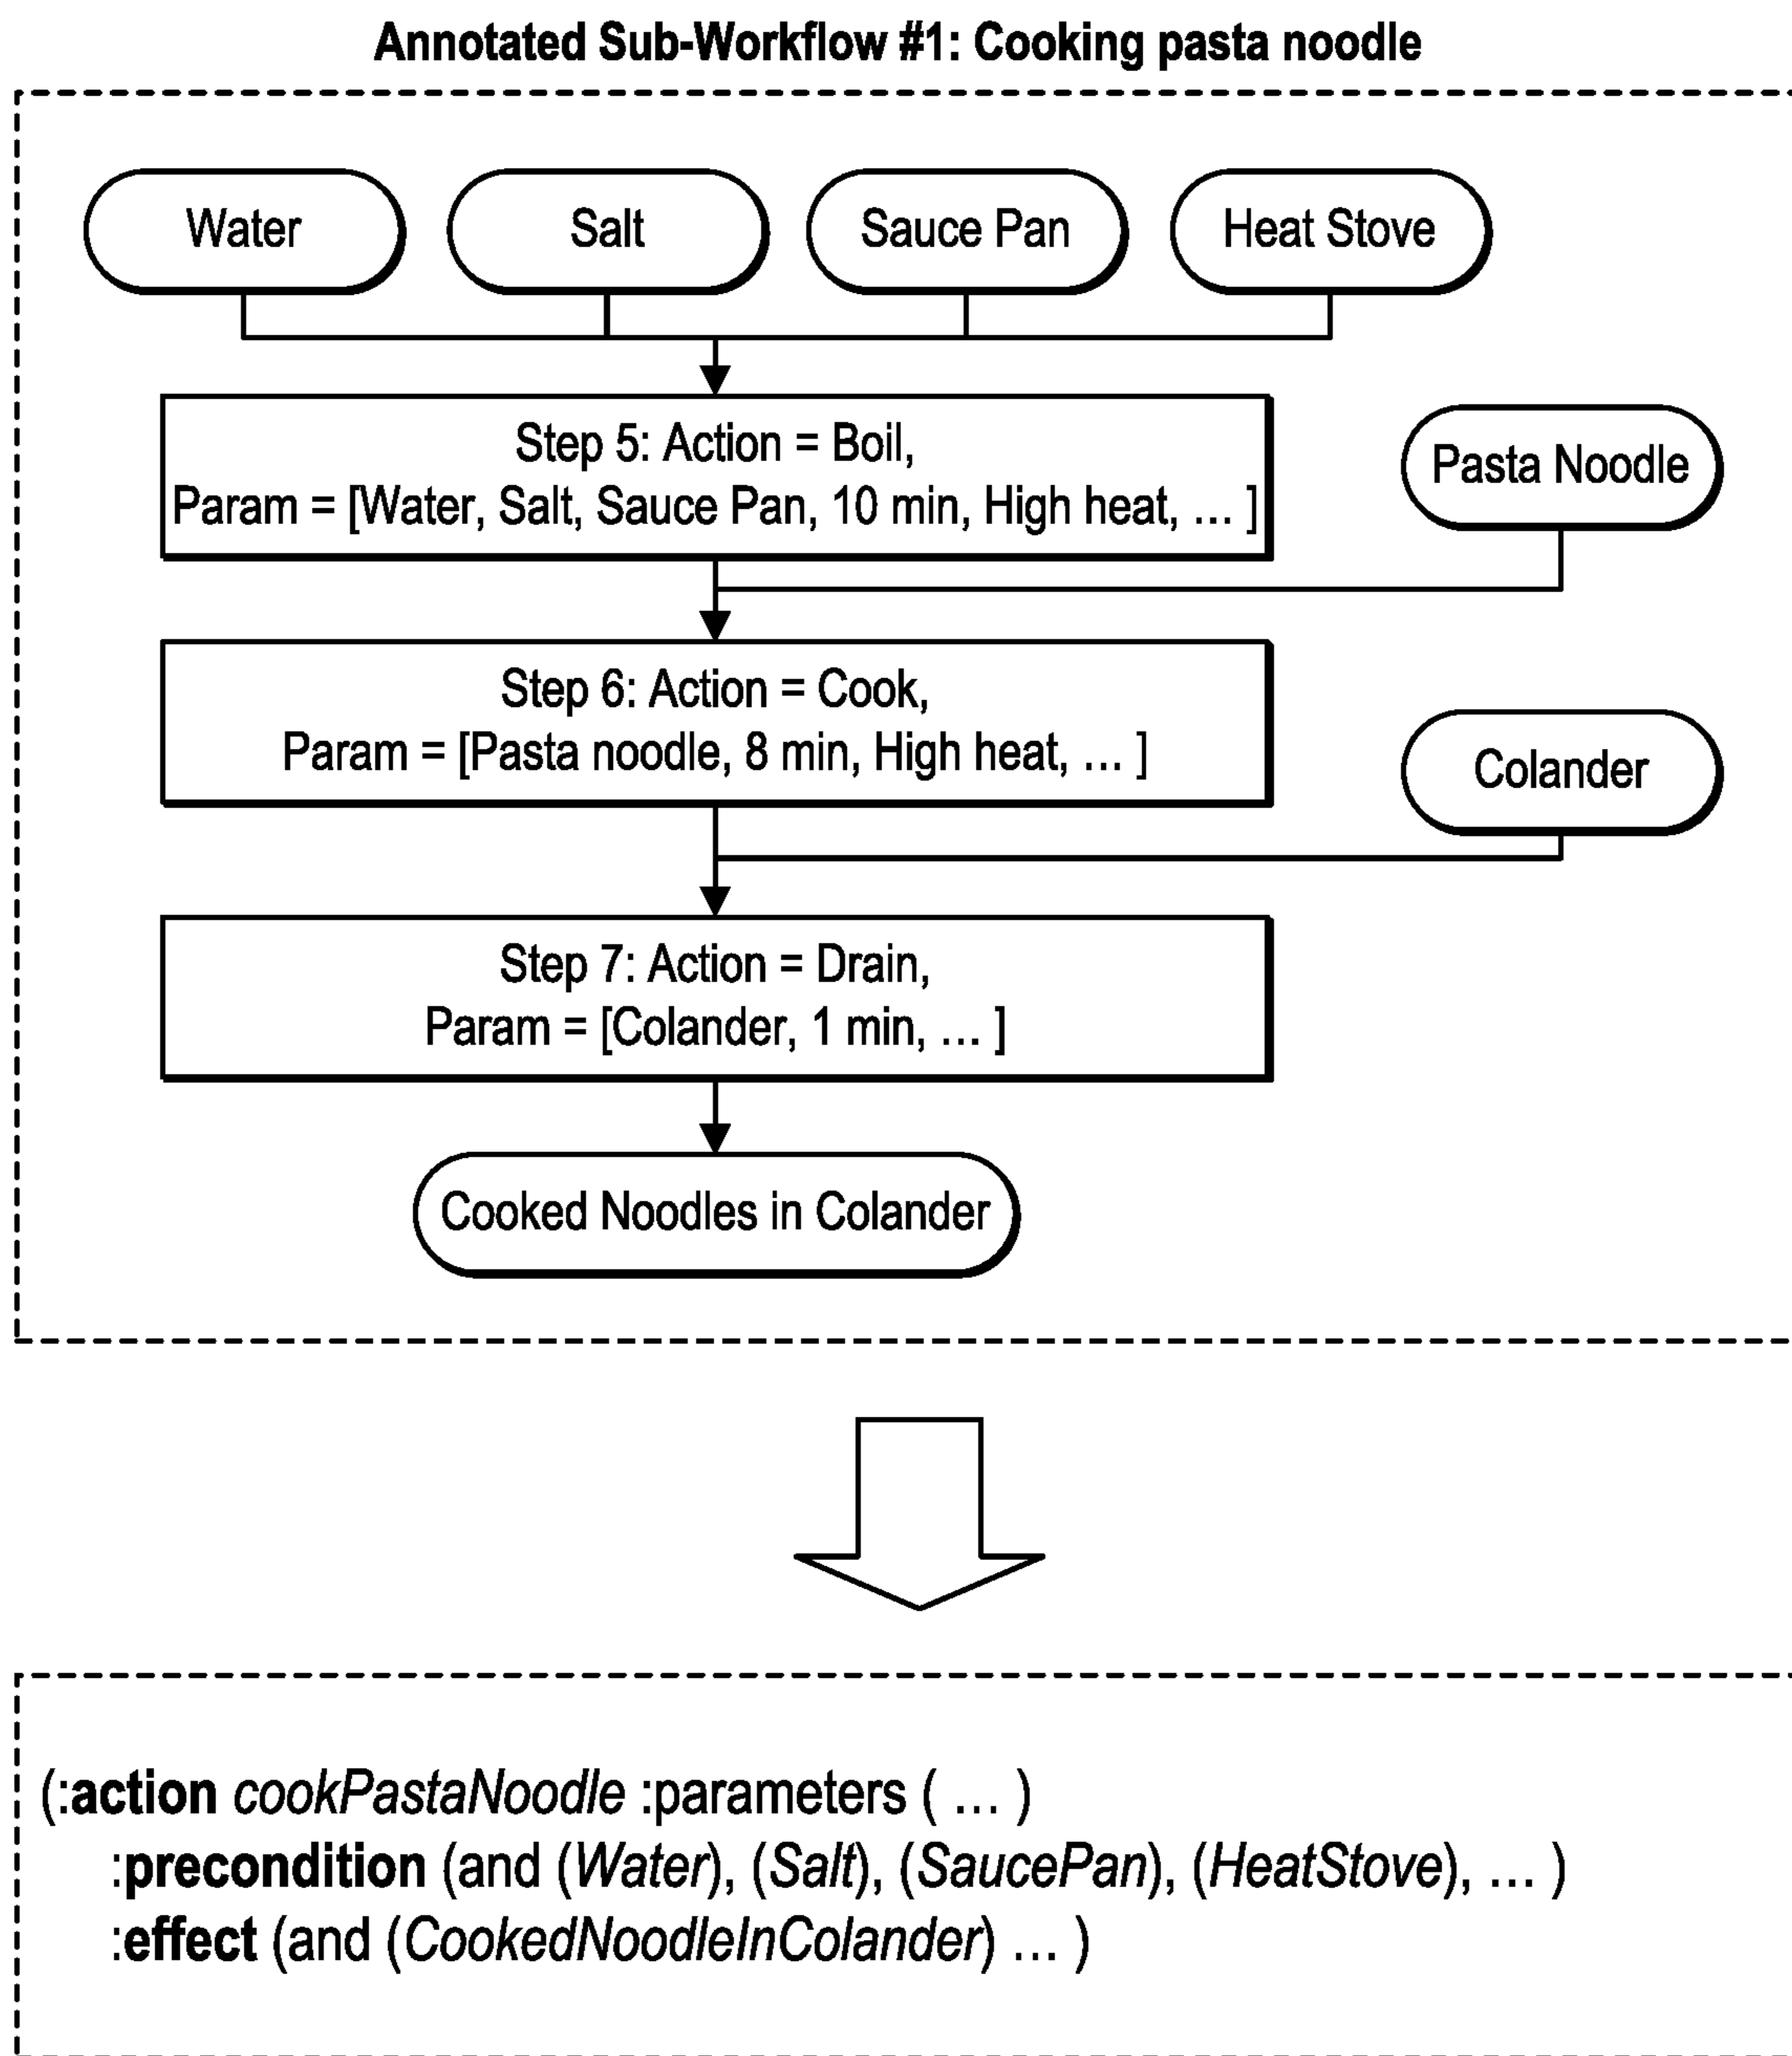 Annotated Sub-Workflow #1: Cooking pasta noodle
Water
Salt
Sauce Pan
Heat Stove
Step 5: Action = Boil,
Param = [Water, Salt, Sauce Pan, 10 min, High heat, ... ]
Pasta Noodle
Step 6: Action = Cook,
Param = [Pasta noodle, 8 min, High heat, ... ]
Colander
Step 7: Action = Drain,
Param = [Colander, 1 min, ... ]
Cooked Noodles in Colander
(:action cookPastaNoodle :parameters ( ... )
:precondition (and (Water), (Salt), (SaucePan), (HeatStove), ... )
:effect (and (CookedNoodleInColander) ... )